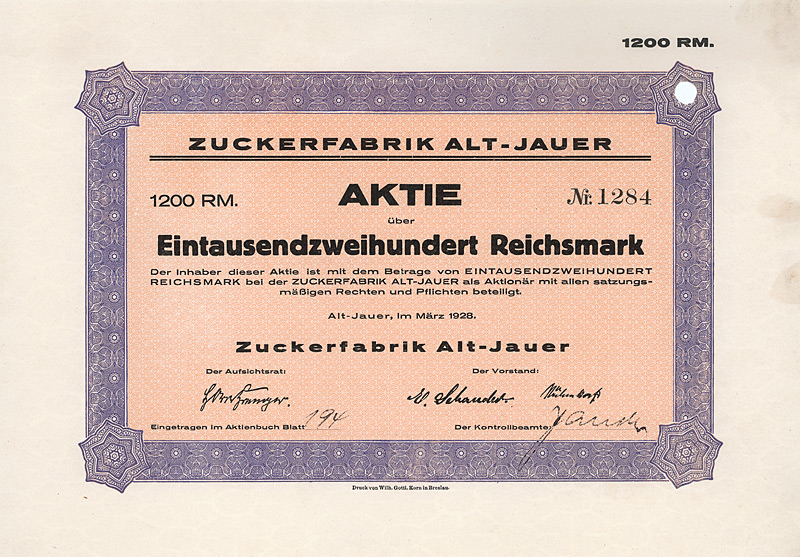 1200 RM.
ZUCKERFABRIK ALT-JAUER
1200 RM. AKTIE Nr. 1284
über
Eintausendzweihundert Reichsmark
Der Inhaber dieser Aktie ist mit dem Betrage von EINTAUSENDZWEIHUNDERT
REICHSMARK bei der ZUCKERFABRIK ALT-JAUER als Aktionär mit allen satzungs-
mäßigen Rechten und Pflichten beteiligt.
Alt-Jauer, im März 1928.
Zuckerfabrik Alt-Jauer
Der Aufsichtsrat: Der Vorstand:
Eingetragen im Aktienbuch Blatt 194 Der Kontrollbeamte:
Druck von Wilh. Gottl. Korn in Breslau.